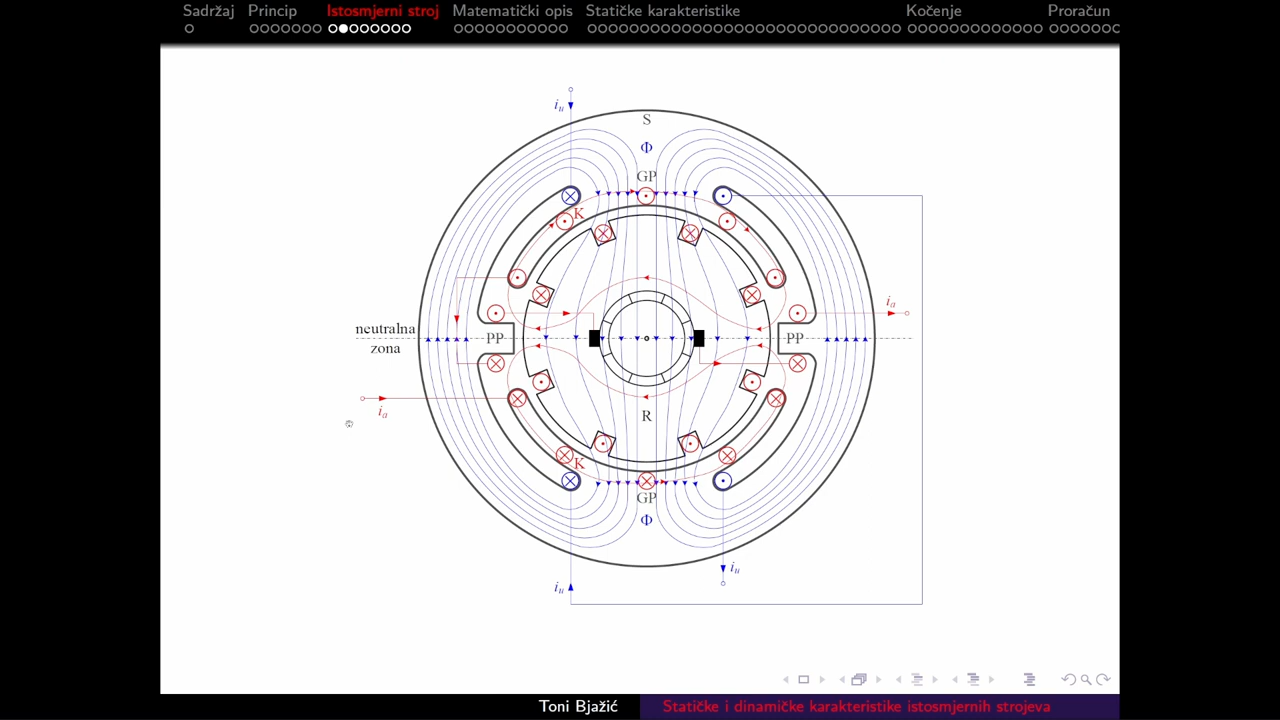 Sadržaj Princip Istosmjerni stroj Matematički opis Statičke karakteristike Kočenje Proračun
i_u
S
Φ
GP
K
i_a
neutralna
zona
PP
PP
i_a
R
K
GP
Φ
i_u
i_u
Toni Bjažić Statičke i dinamičke karakteristike istosmjernih strojeva